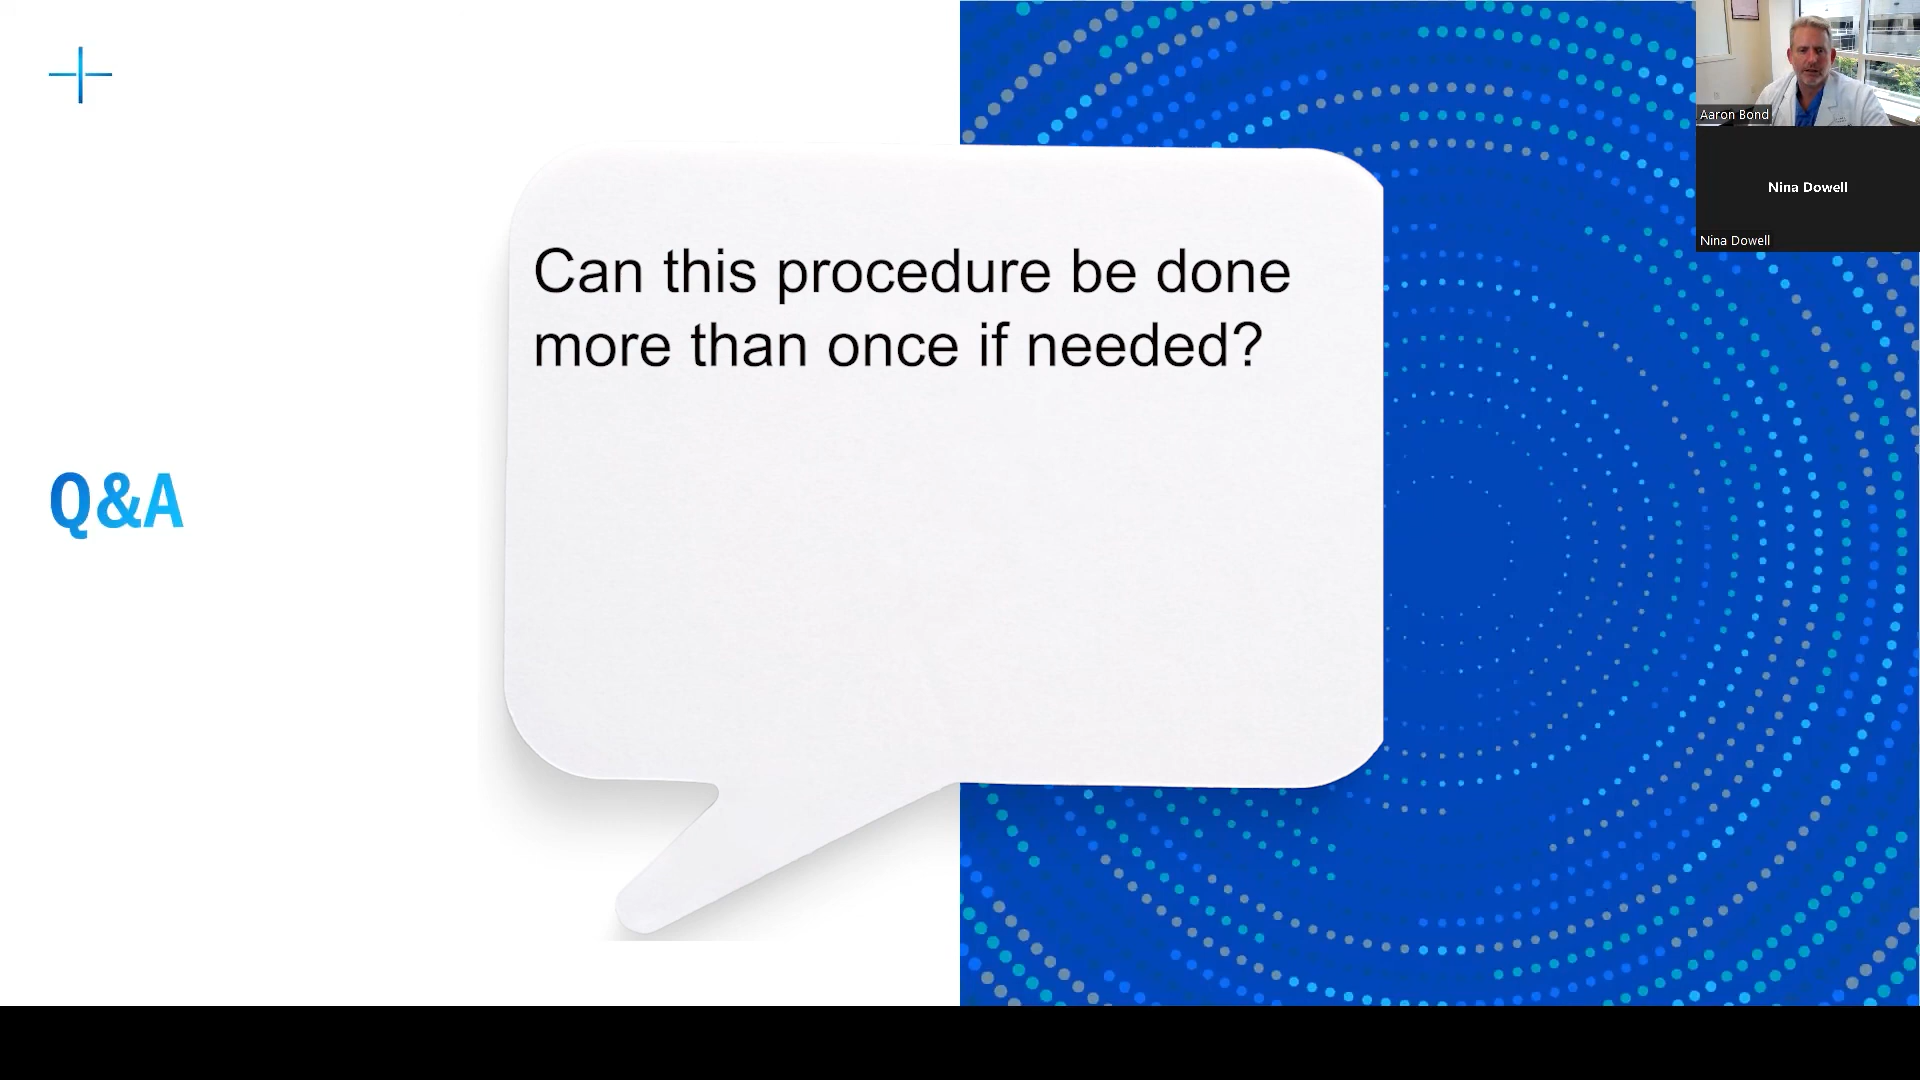 Q&A
Can this procedure be done
more than once if needed?
Aaron Bond
Nina Dowell
Nina Dowell